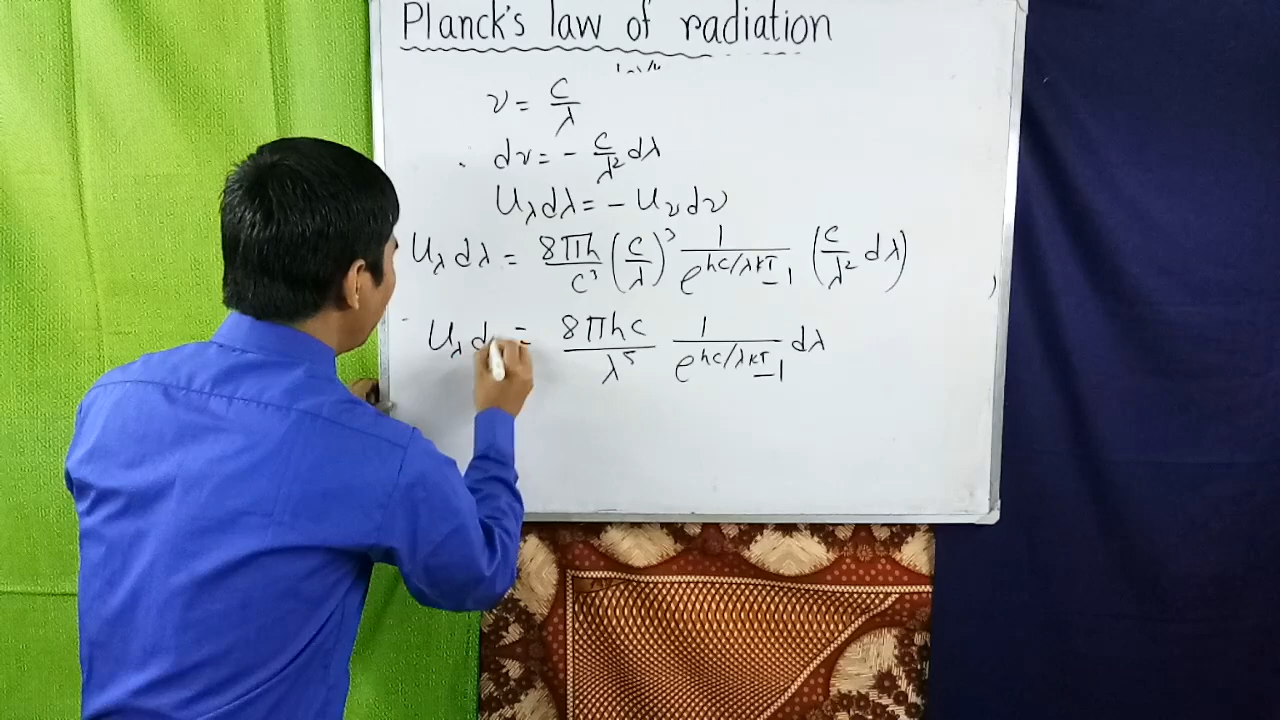 Planck's law of radiation
ν = c/λ
dν = - c/λ² dλ
U_λ dλ = - U_ν dν
U_λ dλ = 8πh/c³ (c/λ)³ 1/(e^(hc/λkT) - 1) (c/λ² dλ)
U_λ d = 8πhc/λ⁵ 1/(e^(hc/λkT) - 1) dλ